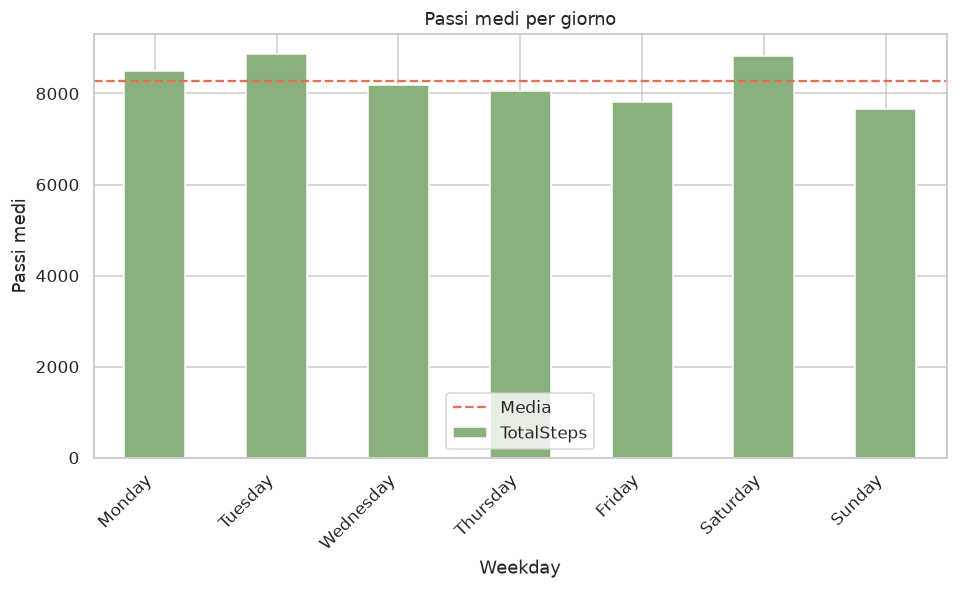 Passi medi per giorno
Passi medi
8000
6000
4000
2000
0
Media
TotalSteps
Monday
Tuesday
Wednesday
Thursday
Friday
Saturday
Sunday
Weekday